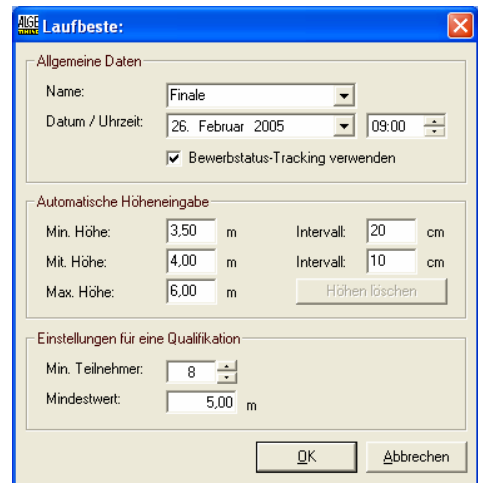 ALGE TIMING Laufbeste:
Allgemeine Daten
Name: Finale
Datum / Uhrzeit: 26. Februar 2005 09:00
Bewerbstatus-Tracking verwenden
Automatische Höheneingabe
Min. Höhe: 3,50 m Intervall: 20 cm
Mit. Höhe: 4,00 m Intervall: 10 cm
Max. Höhe: 6,00 m Höhen löschen
Einstellungen für eine Qualifikation
Min. Teilnehmer: 8
Mindestwert: 5,00 m
OK Abbrechen